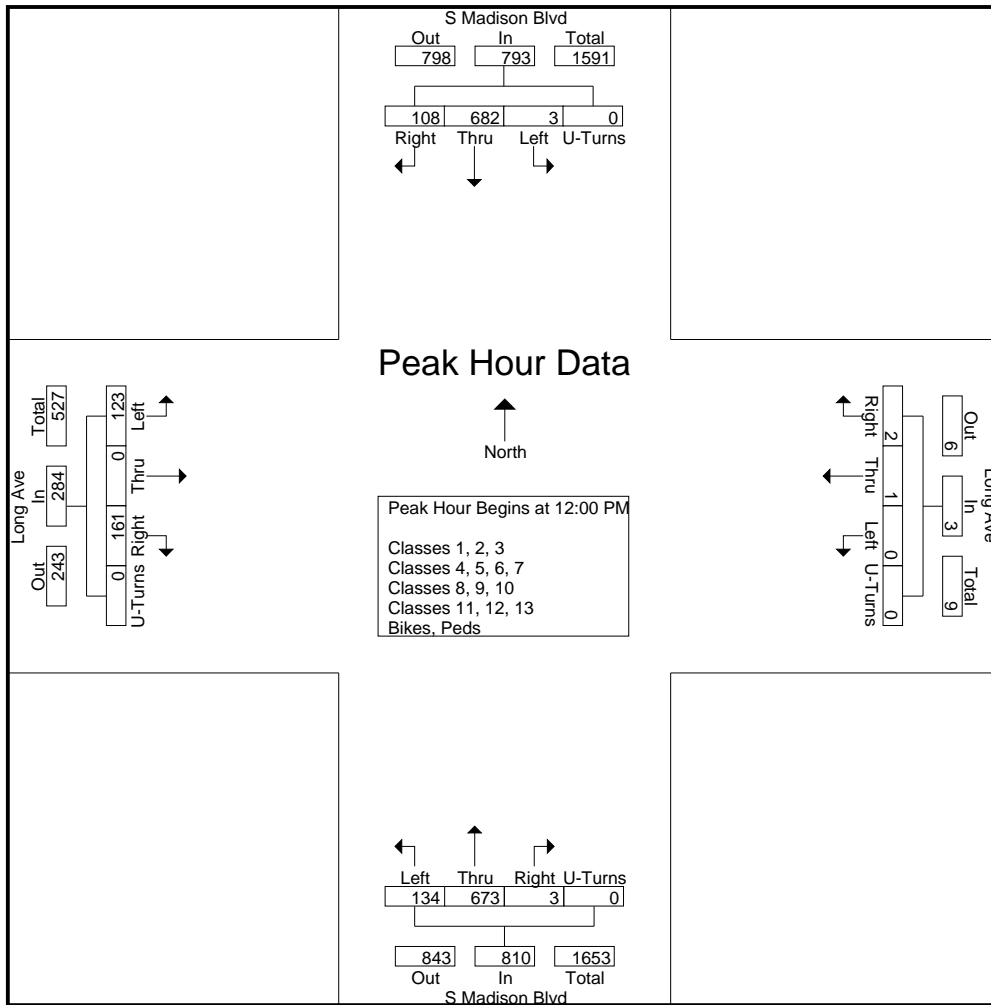 S Madison Blvd
Out In Total
798 793 1591
108 682 3 0
Right Thru Left U-Turns
Peak Hour Data
North
Long Ave
Total In Out
527 284 243
123 0 161 0
Left Thru Right U-Turns
Peak Hour Begins at 12:00 PM
Classes 1, 2, 3
Classes 4, 5, 6, 7
Classes 8, 9, 10
Classes 11, 12, 13
Bikes, Peds
Right Thru Left U-Turns
2 1 0 0
Out In Total
6 3 9
Long Ave
Left Thru Right U-Turns
134 673 3 0
843 810 1653
Out In Total
S Madison Blvd